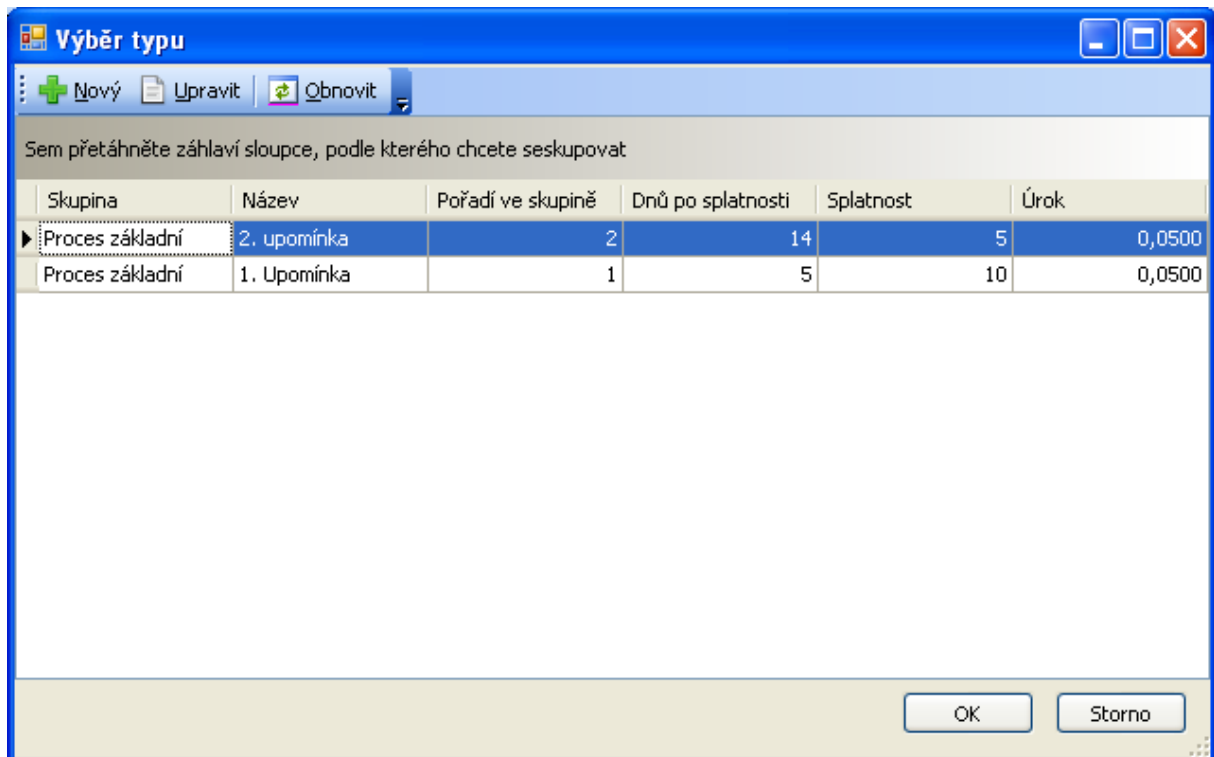 Výběr typu
Nový Upravit Obnovit
Sem přetáhněte záhlaví sloupce, podle kterého chcete seskupovat
Skupina Název Pořadí ve skupině Dnů po splatnosti Splatnost Úrok
Proces základní 2. upomínka 2 14 5 0,0500
Proces základní 1. Upomínka 1 5 10 0,0500
OK Storno